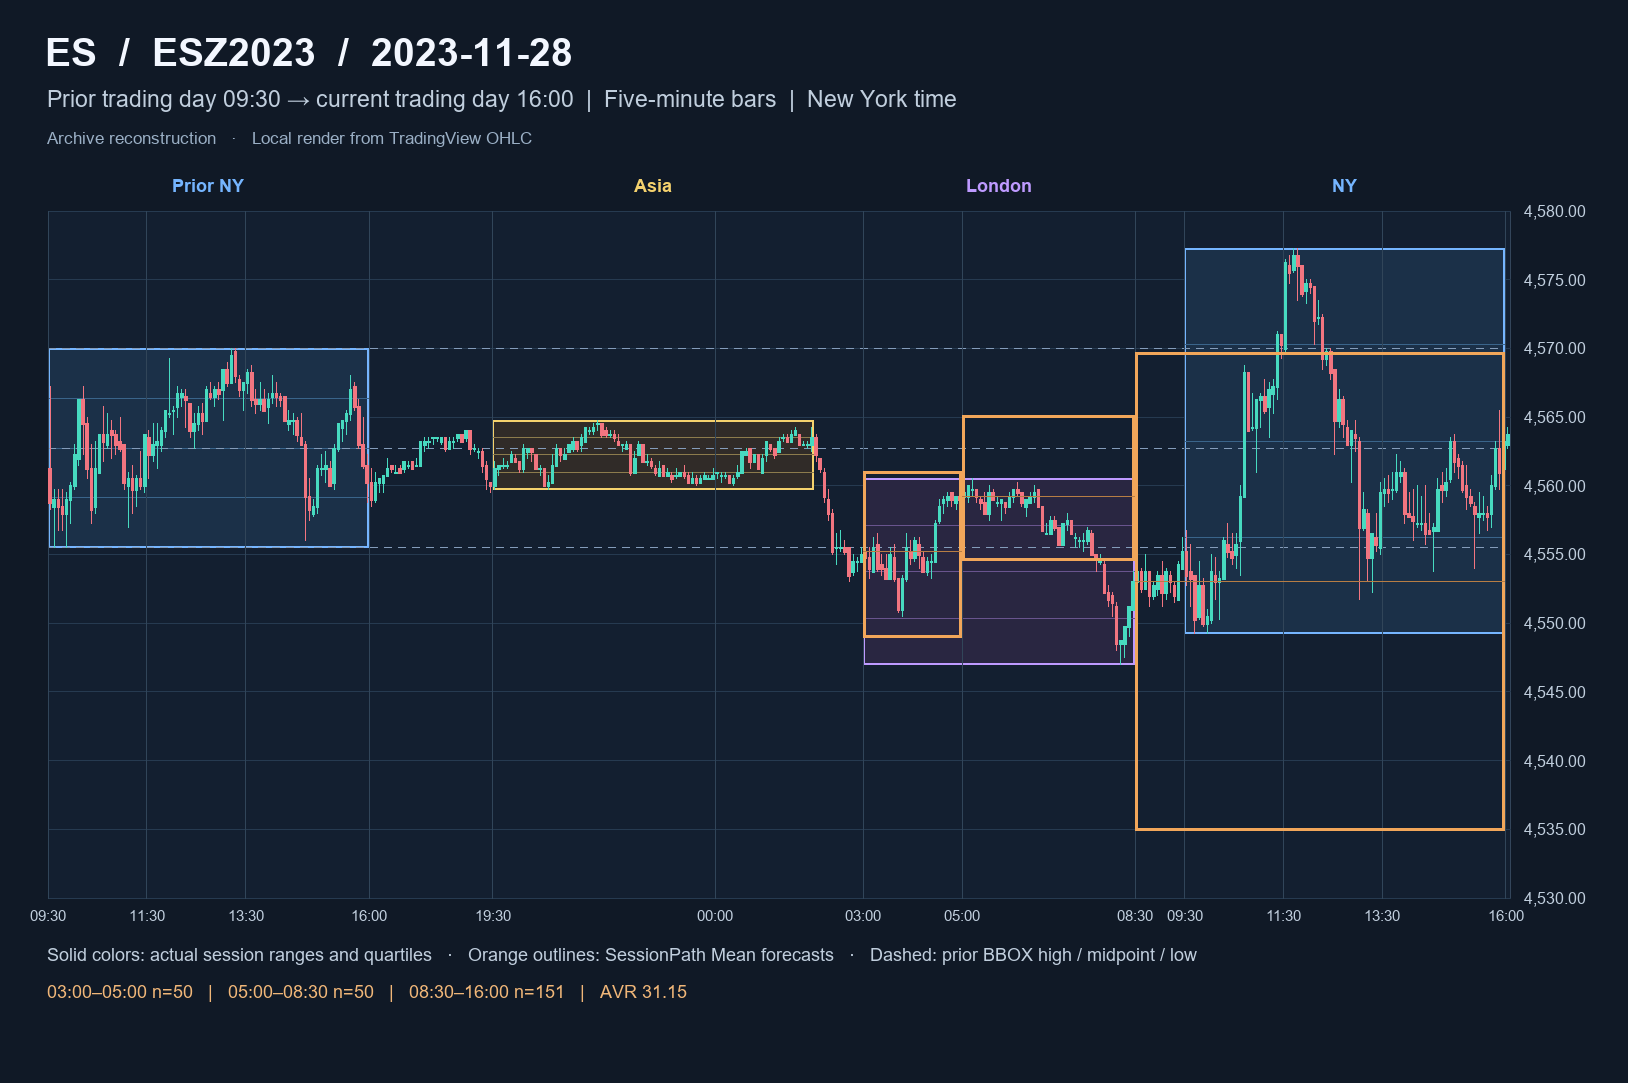 ES / ESZ2023 / 2023-11-28
Prior trading day 09:30 → current trading day 16:00 | Five-minute bars | New York time
Archive reconstruction · Local render from TradingView OHLC
Prior NY Asia London NY
4,580.00
4,575.00
4,570.00
4,565.00
4,560.00
4,555.00
4,550.00
4,545.00
4,540.00
4,535.00
4,530.00
09:30 11:30 13:30 16:00 19:30 00:00 03:00 05:00 08:30 09:30 11:30 13:30 16:00
Solid colors: actual session ranges and quartiles · Orange outlines: SessionPath Mean forecasts · Dashed: prior BBOX high / midpoint / low
03:00–05:00 n=50 | 05:00–08:30 n=50 | 08:30–16:00 n=151 | AVR 31.15